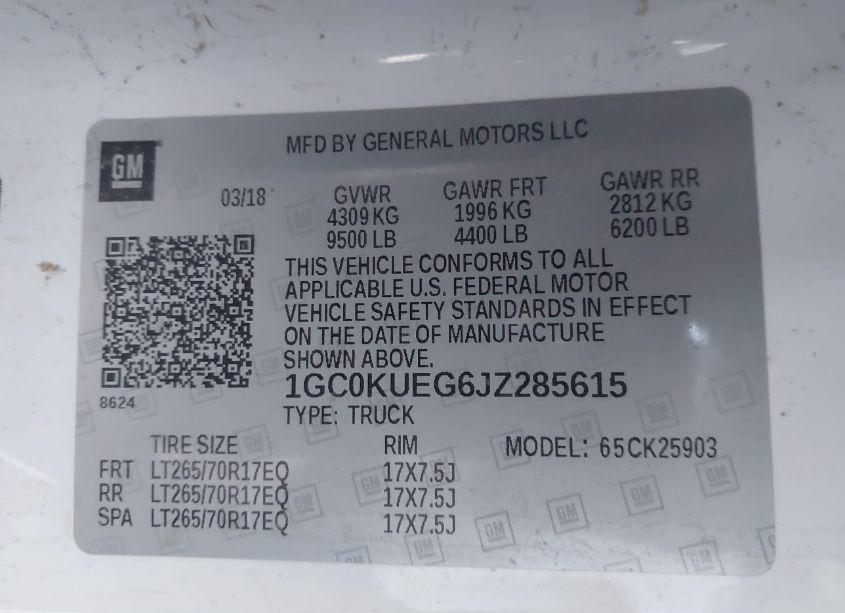 GM
MFD BY GENERAL MOTORS LLC
03/18 GVWR GAWR FRT GAWR RR
4309 KG 1996 KG 2812 KG
9500 LB 4400 LB 6200 LB
THIS VEHICLE CONFORMS TO ALL
APPLICABLE U.S. FEDERAL MOTOR
VEHICLE SAFETY STANDARDS IN EFFECT
ON THE DATE OF MANUFACTURE
SHOWN ABOVE.
8624
1GC0KUEG6JZ285615
TYPE: TRUCK
TIRE SIZE RIM MODEL: 65CK25903
FRT LT265/70R17EQ 17X7.5J
RR LT265/70R17EQ 17X7.5J
SPA LT265/70R17EQ 17X7.5J